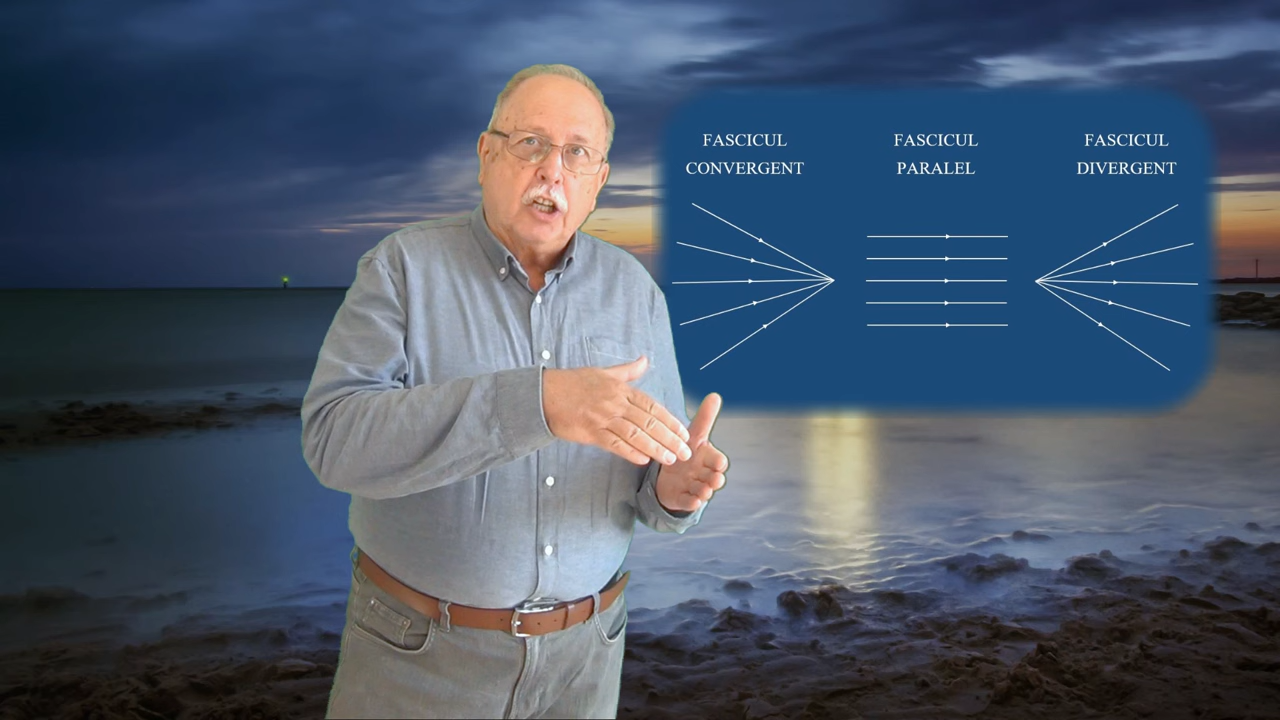 FASCICUL
CONVERGENT
FASCICUL
PARALEL
FASCICUL
DIVERGENT